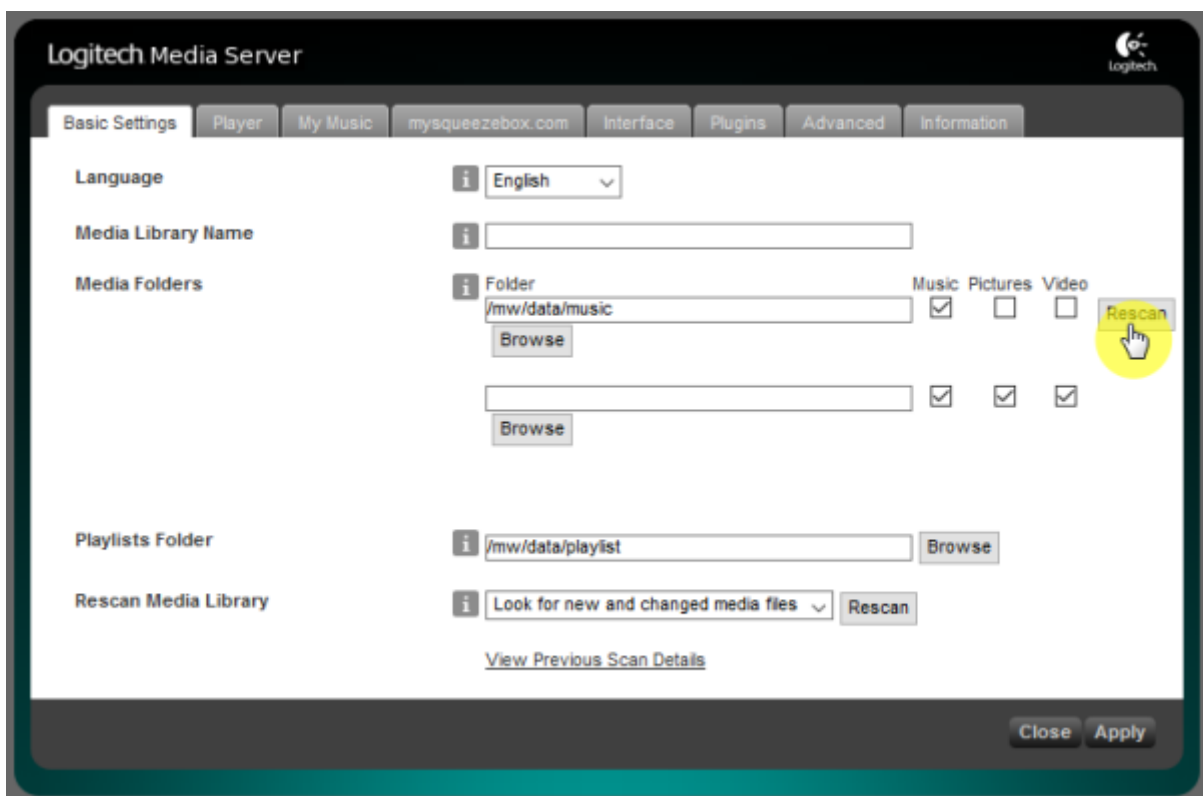 Logitech Media Server
Logitech
Basic Settings Player My Music mysqueezebox.com Interface Plugins Advanced Information
Language i English
Media Library Name i
Media Folders i Folder Music Pictures Video
/mw/data/music Rescan
Browse
Browse
Playlists Folder i /mw/data/playlist Browse
Rescan Media Library i Look for new and changed media files Rescan
View Previous Scan Details
Close Apply